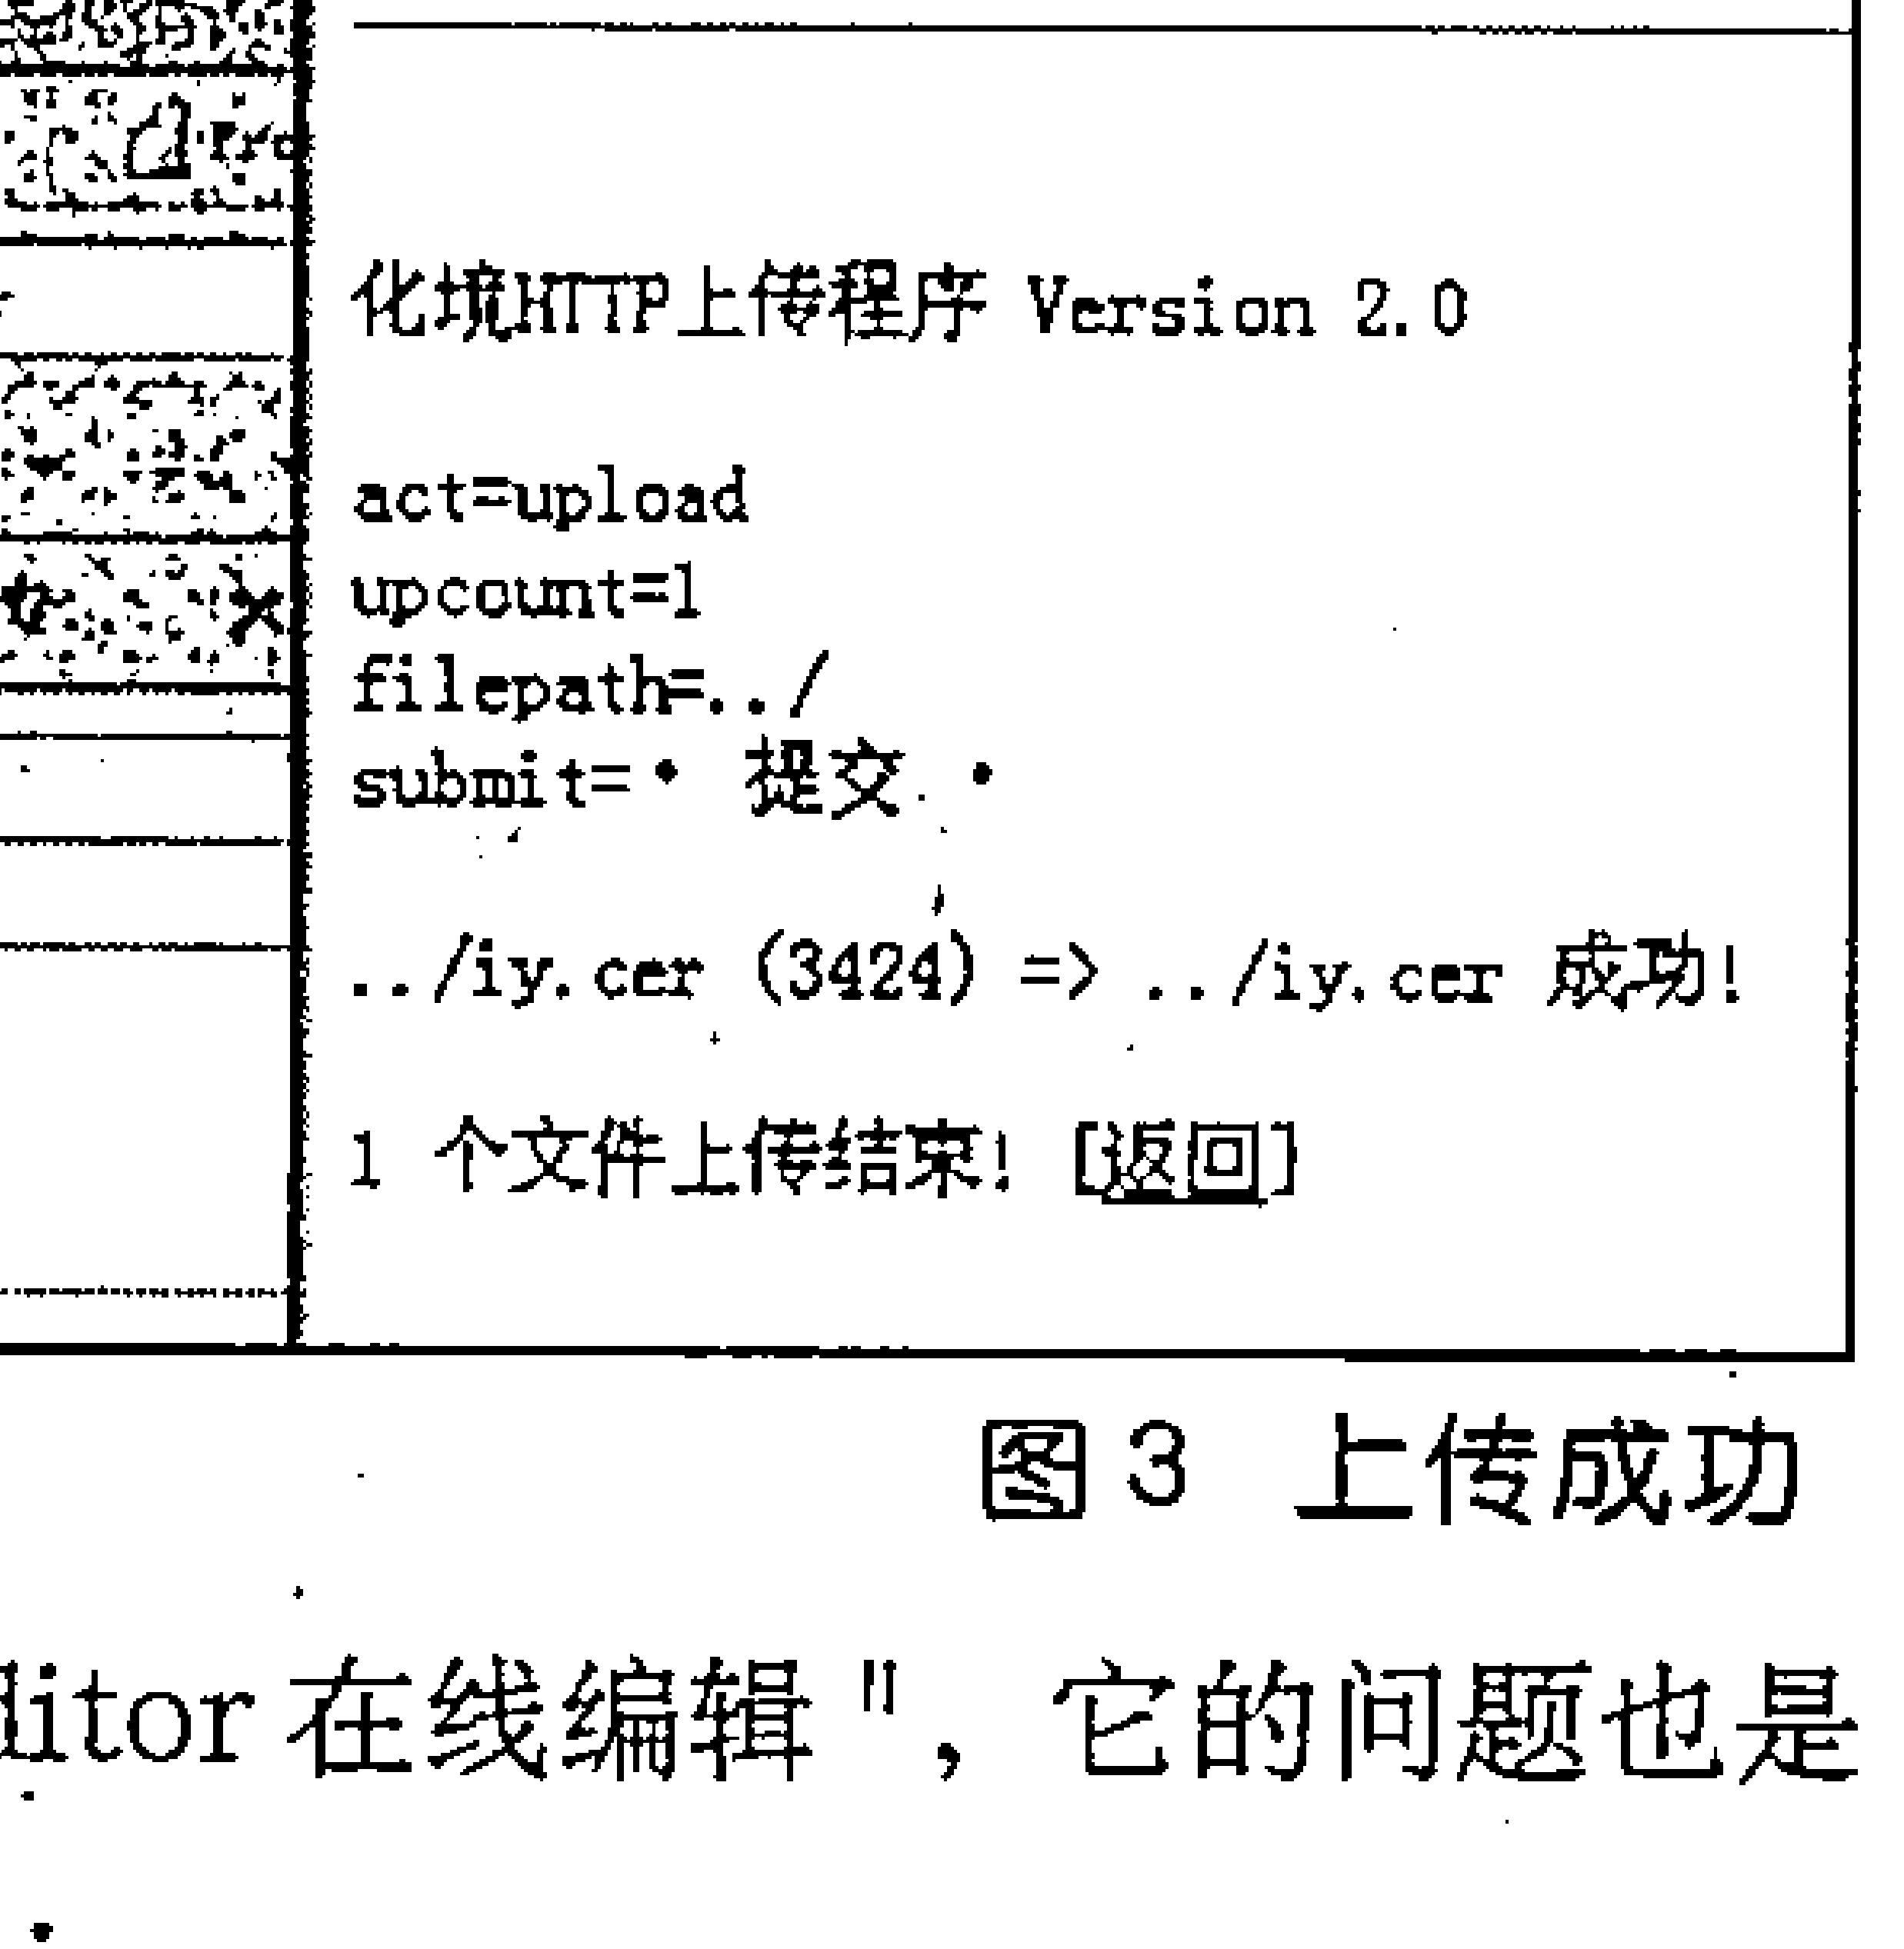 化境HTTP上传程序 Version 2.0
act=upload
upcount=1
filepath=../
submit=· 提交 ·
../iy.cer (3424) => ../iy.cer 成功!
1 个文件上传结束! [返回]
图3 上传成功
ditor 在线编辑", 它的问题也是